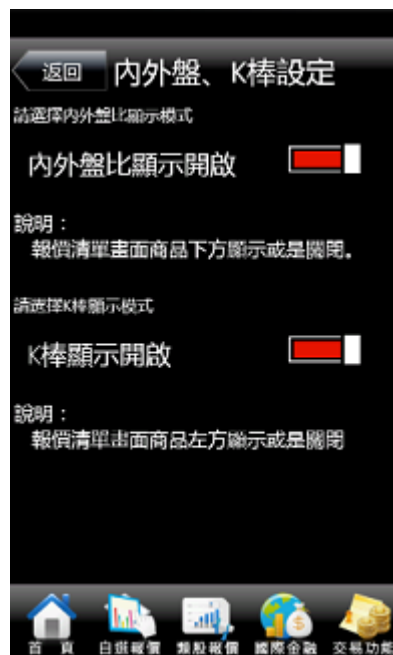 返回
內外盤、K棒設定
請選擇內外盤比顯示模式
內外盤比顯示開啟
說明：
報價清單畫面商品下方顯示或是關閉。
請選擇K棒顯示模式
K棒顯示開啟
說明：
報價清單畫面商品左方顯示或是關閉
首 頁
自選報價
類股報價
國際金融
交易功能